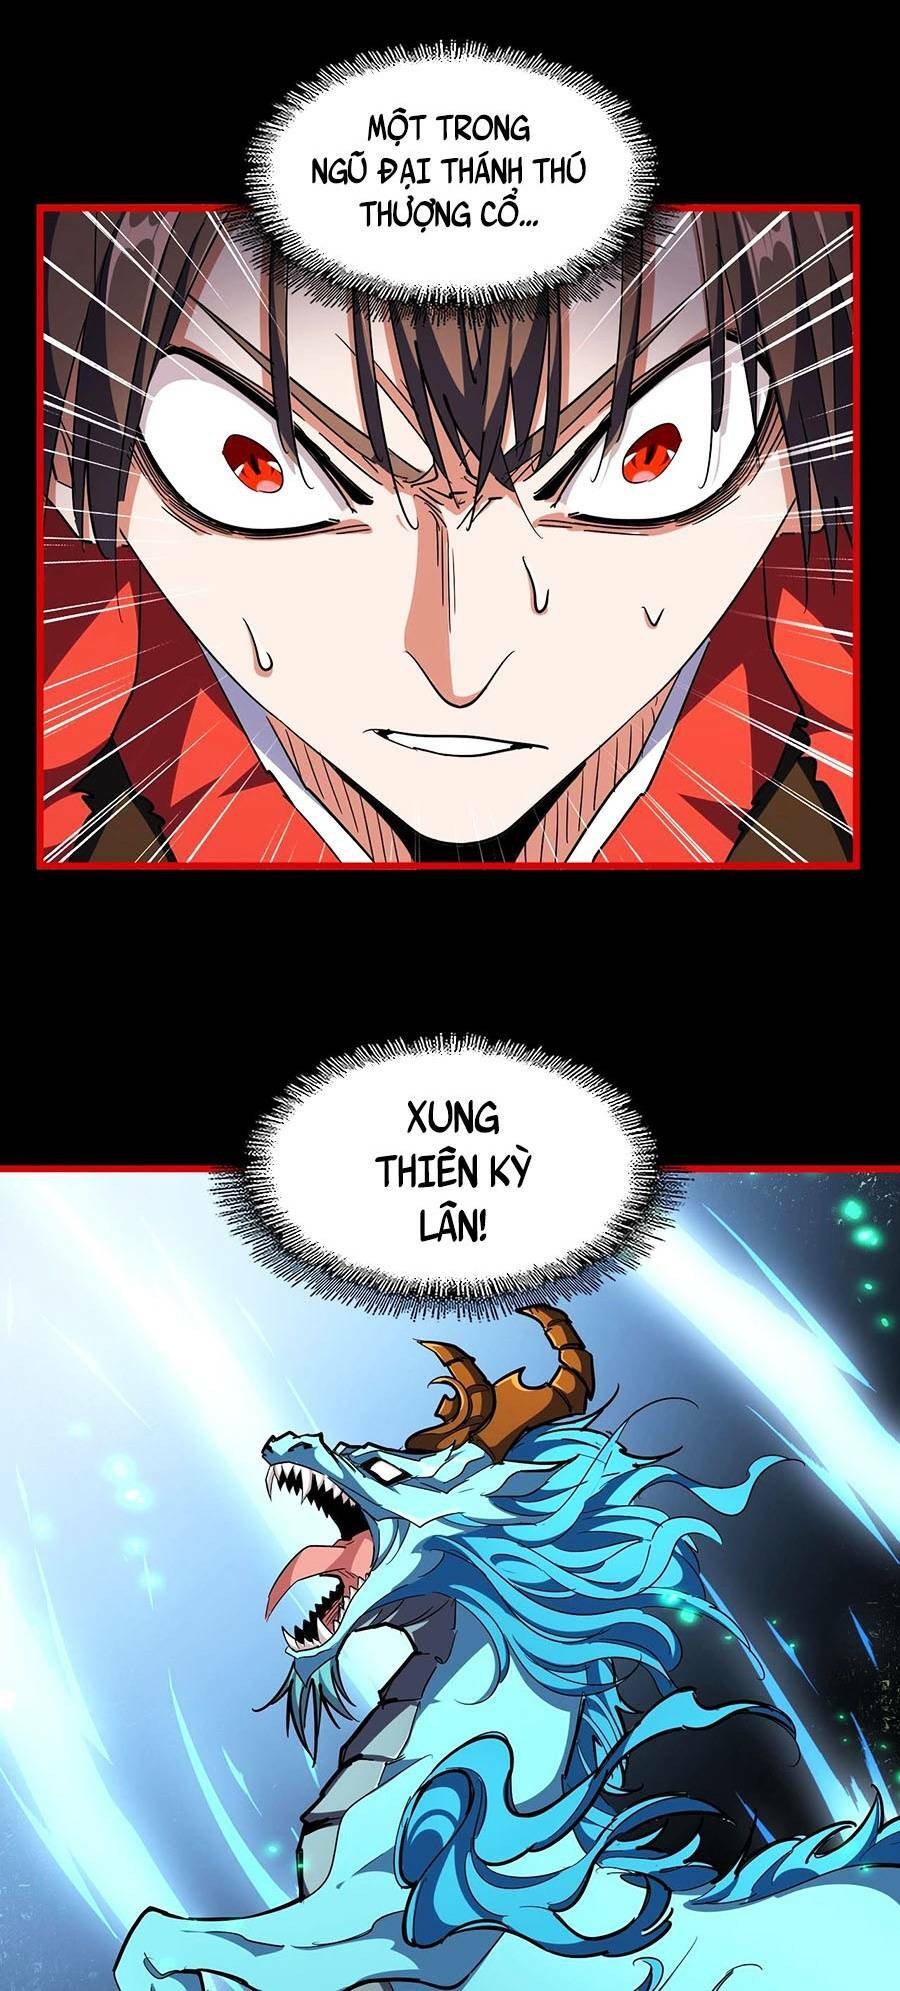 MỘT TRONG
NGŨ ĐẠI THÁNH THÚ
THƯỢNG CỔ...
XUNG
THIÊN KỲ
LÂN!